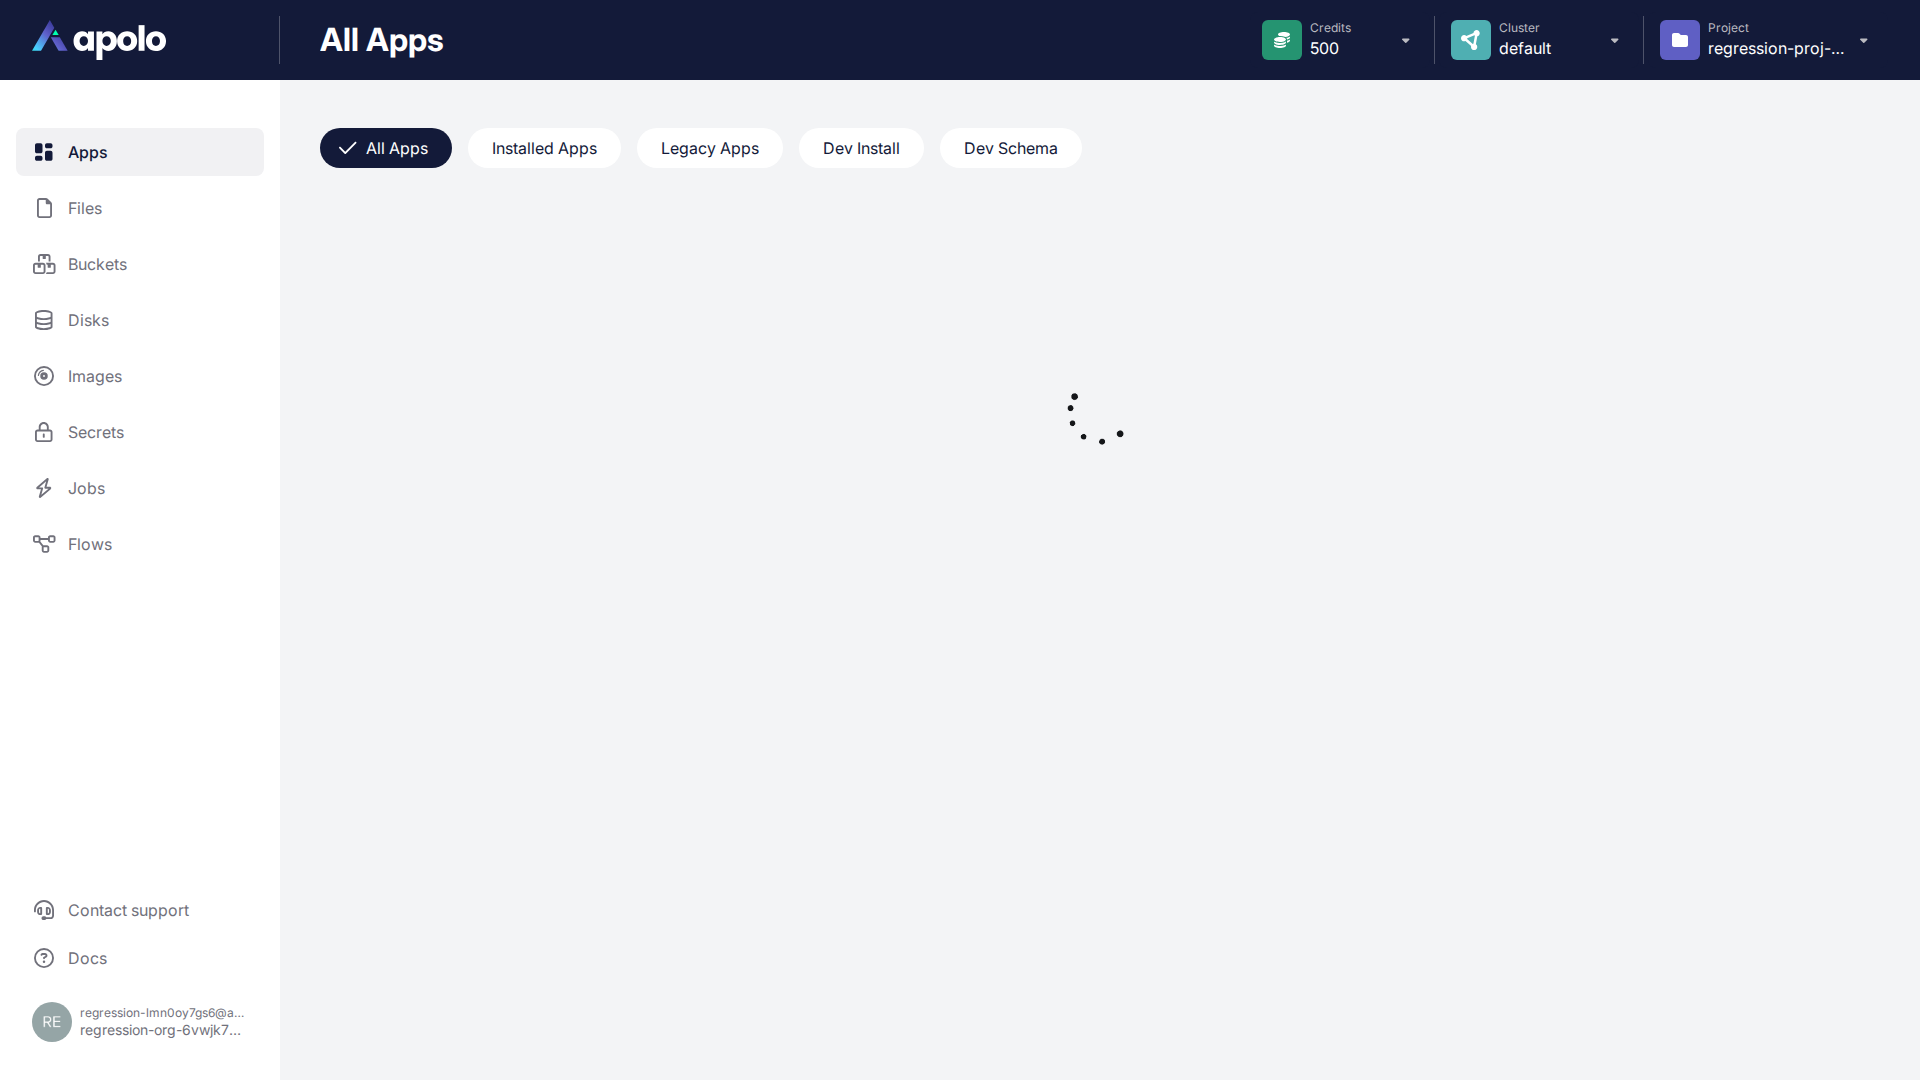 apolo
All Apps
Credits
500
Cluster
default
Project
regression-proj-...
Apps
Files
Buckets
Disks
Images
Secrets
Jobs
Flows
All Apps
Installed Apps
Legacy Apps
Dev Install
Dev Schema
Contact support
Docs
RE
regression-lmn0oy7gs6@a...
regression-org-6vwjk7...